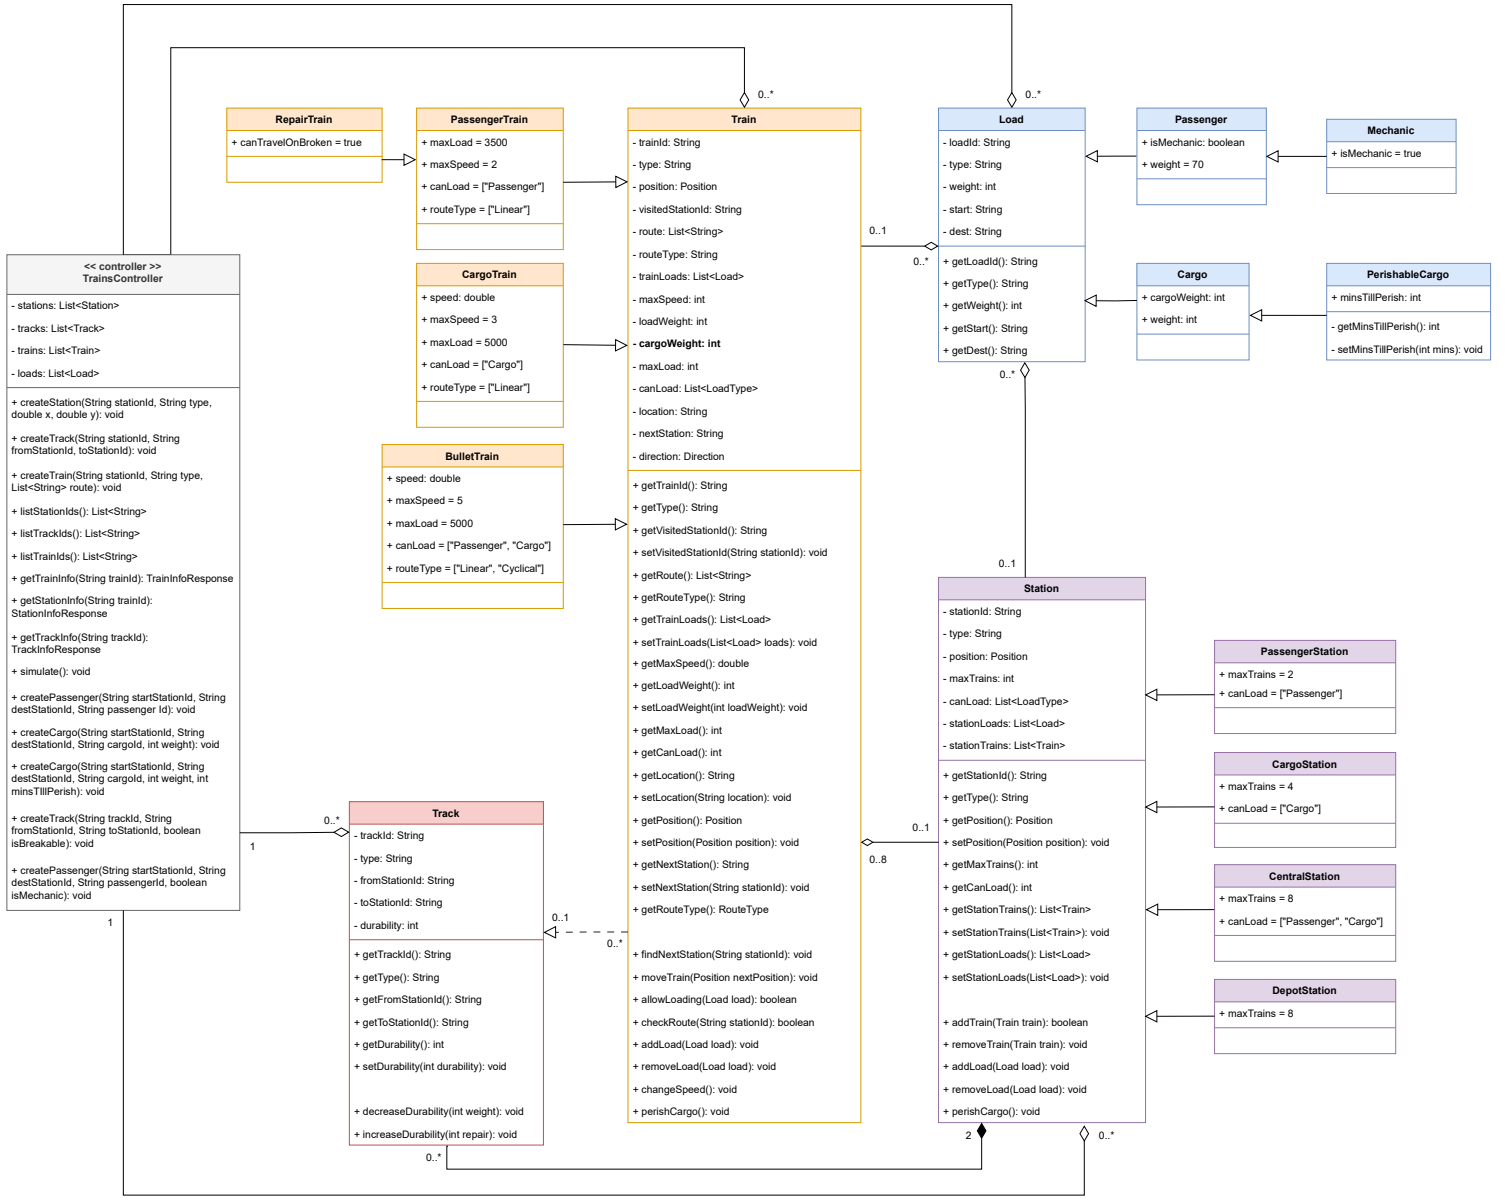 << controller >>
TrainsController
- stations: List<Station>
- tracks: List<Track>
- trains: List<Train>
- loads: List<Load>
+ createStation(String stationId, String type,
double x, double y): void
+ createTrack(String stationId, String
fromStationId, toStationId): void
+ createTrain(String stationId, String type,
List<String> route): void
+ listStationIds(): List<String>
+ listTrackIds(): List<String>
+ listTrainIds(): List<String>
+ getTrainInfo(String trainId): TrainInfoResponse
+ getStationInfo(String trainId):
StationInfoResponse
+ getTrackInfo(String trackId):
TrackInfoResponse
+ simulate(): void
+ createPassenger(String startStationId, String
destStationId, String passenger Id): void
+ createCargo(String startStationId, String
destStationId, String cargoId, int weight): void
+ createCargo(String startStationId, String
destStationId, String cargoId, int weight, int
minsTIllPerish): void
+ createTrack(String trackId, String
fromStationId, String toStationId, boolean
isBreakable): void
+ createPassenger(String startStationId, String
destStationId, String passengerId, boolean
isMechanic): void
RepairTrain
+ canTravelOnBroken = true
PassengerTrain
+ maxLoad = 3500
+ maxSpeed = 2
+ canLoad = ["Passenger"]
+ routeType = ["Linear"]
CargoTrain
+ speed: double
+ maxSpeed = 3
+ maxLoad = 5000
+ canLoad = ["Cargo"]
+ routeType = ["Linear"]
BulletTrain
+ speed: double
+ maxSpeed = 5
+ maxLoad = 5000
+ canLoad = ["Passenger", "Cargo"]
+ routeType = ["Linear", "Cyclical"]
0..*
Train
- trainId: String
- type: String
- position: Position
- visitedStationId: String
- route: List<String>
- routeType: String
- trainLoads: List<Load>
- maxSpeed: int
- loadWeight: int
- cargoWeight: int
- maxLoad: int
- canLoad: List<LoadType>
- location: String
- nextStation: String
- direction: Direction
+ getTrainId(): String
+ getType(): String
+ getVisitedStationId(): String
+ setVisitedStationId(String stationId): void
+ getRoute(): List<String>
+ getRouteType(): String
+ getTrainLoads(): List<Load>
+ setTrainLoads(List<Load> loads): void
+ getMaxSpeed(): double
+ getLoadWeight(): int
+ setLoadWeight(int loadWeight): void
+ getMaxLoad(): int
+ getCanLoad(): int
+ getLocation(): String
+ setLocation(String location): void
+ getPosition(): Position
+ setPosition(Position position): void
+ getNextStation(): String
+ setNextStation(String stationId): void
+ getRouteType(): RouteType
+ findNextStation(String stationId): void
+ moveTrain(Position nextPosition): void
+ allowLoading(Load load): boolean
+ checkRoute(String stationId): boolean
+ addLoad(Load load): void
+ removeLoad(Load load): void
+ changeSpeed(): void
+ perishCargo(): void
0..*
Load
- loadId: String
- type: String
- weight: int
- start: String
- dest: String
+ getLoadId(): String
+ getType(): String
+ getWeight(): int
+ getStart(): String
+ getDest(): String
0..1
0..*
0..*
0..1
Passenger
+ isMechanic: boolean
+ weight = 70
Mechanic
+ isMechanic = true
Cargo
+ cargoWeight: int
+ weight: int
PerishableCargo
+ minsTillPerish: int
- getMinsTillPerish(): int
- setMinsTillPerish(int mins): void
Station
- stationId: String
- type: String
- position: Position
- maxTrains: int
- canLoad: List<LoadType>
- stationLoads: List<Load>
- stationTrains: List<Train>
+ getStationId(): String
+ getType(): String
+ getPosition(): Position
+ setPosition(Position position): void
+ getMaxTrains(): int
+ getCanLoad(): int
+ getStationTrains(): List<Train>
+ setStationTrains(List<Train>): void
+ getStationLoads(): List<Load>
+ setStationLoads(List<Load>): void
+ addTrain(Train train): boolean
+ removeTrain(Train train): void
+ addLoad(Load load): void
+ removeLoad(Load load): void
+ perishCargo(): void
0..1
0..8
PassengerStation
+ maxTrains = 2
+ canLoad = ["Passenger"]
CargoStation
+ maxTrains = 4
+ canLoad = ["Cargo"]
CentralStation
+ maxTrains = 8
+ canLoad = ["Passenger", "Cargo"]
DepotStation
+ maxTrains = 8
0..*
1
Track
- trackId: String
- type: String
- fromStationId: String
- toStationId: String
- durability: int
+ getTrackId(): String
+ getType(): String
+ getFromStationId(): String
+ getToStationId(): String
+ getDurability(): int
+ setDurability(int durability): void
+ decreaseDurability(int weight): void
+ increaseDurability(int repair): void
0..1
0..*
1
0..*
2
0..*